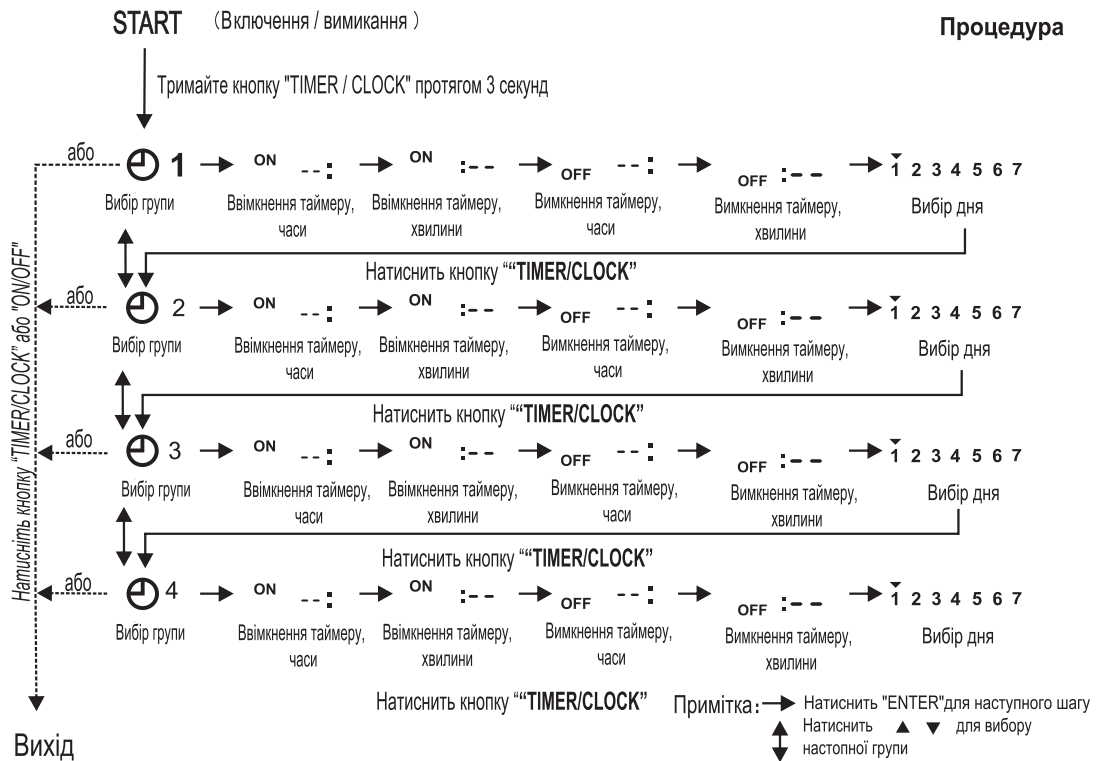 START (Включення / вимикання )
Процедура
Тримайте кнопку "TIMER / CLOCK" протягом 3 секунд
або 1 ON --: ON :-- OFF --: OFF :-- 1 2 3 4 5 6 7
Вибір групи Ввімкнення таймеру, Ввімкнення таймеру, Вимкнення таймеру, Вимкнення таймеру, Вибір дня
часи хвилини часи хвилини
Натиснить кнопку ““TIMER/CLOCK”
або 2 ON --: ON :-- OFF --: OFF :-- 1 2 3 4 5 6 7
Вибір групи Ввімкнення таймеру, Ввімкнення таймеру, Вимкнення таймеру, Вимкнення таймеру, Вибір дня
часи хвилини часи хвилини
Натиснить кнопку ““TIMER/CLOCK”
або 3 ON --: ON :-- OFF --: OFF :-- 1 2 3 4 5 6 7
Вибір групи Ввімкнення таймеру, Ввімкнення таймеру, Вимкнення таймеру, Вимкнення таймеру, Вибір дня
часи хвилини часи хвилини
Натиснить кнопку ““TIMER/CLOCK”
або 4 ON --: ON :-- OFF --: OFF :-- 1 2 3 4 5 6 7
Вибір групи Ввімкнення таймеру, Ввімкнення таймеру, Вимкнення таймеру, Вимкнення таймеру, Вибір дня
часи хвилини часи хвилини
Натиснить кнопку ““TIMER/CLOCK”
Натисніть кнопку "TIMER/CLOCK" або "ON/OFF"
Вихід
Примітка: → Натиснить "ENTER"для наступного шагу
Натиснить ▲ ▼ для вибору
настопної групи